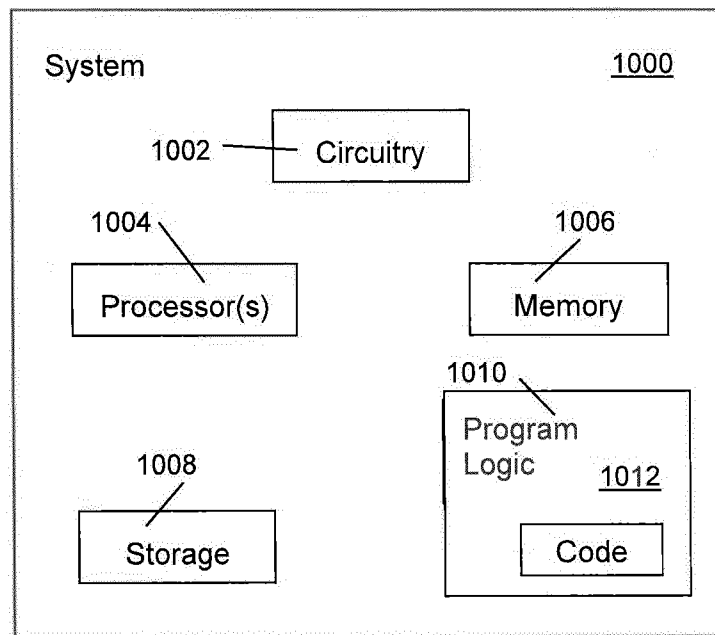 System 1000
1002 Circuitry
1004
1006
Processor(s)
Memory
1010
Program
Logic
1008
1012
Storage
Code